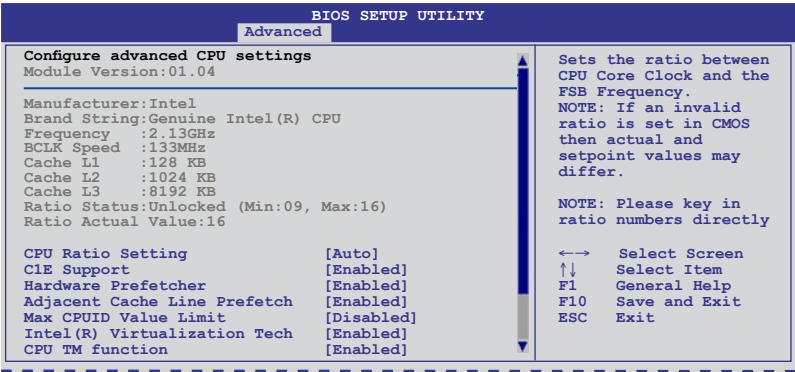 BIOS SETUP UTILITY
Advanced
Configure advanced CPU settings
Module Version:01.04
Manufacturer:Intel
Brand String:Genuine Intel(R) CPU
Frequency :2.13GHz
BCLK Speed :133MHz
Cache L1 :128 KB
Cache L2 :1024 KB
Cache L3 :8192 KB
Ratio Status:Unlocked (Min:09, Max:16)
Ratio Actual Value:16
CPU Ratio Setting [Auto]
C1E Support [Enabled]
Hardware Prefetcher [Enabled]
Adjacent Cache Line Prefetch [Enabled]
Max CPUID Value Limit [Disabled]
Intel(R) Virtualization Tech [Enabled]
CPU TM function [Enabled]
Sets the ratio between
CPU Core Clock and the
FSB Frequency.
NOTE: If an invalid
ratio is set in CMOS
then actual and
setpoint values may
differ.
NOTE: Please key in
ratio numbers directly
←→ Select Screen
↑↓ Select Item
F1 General Help
F10 Save and Exit
ESC Exit